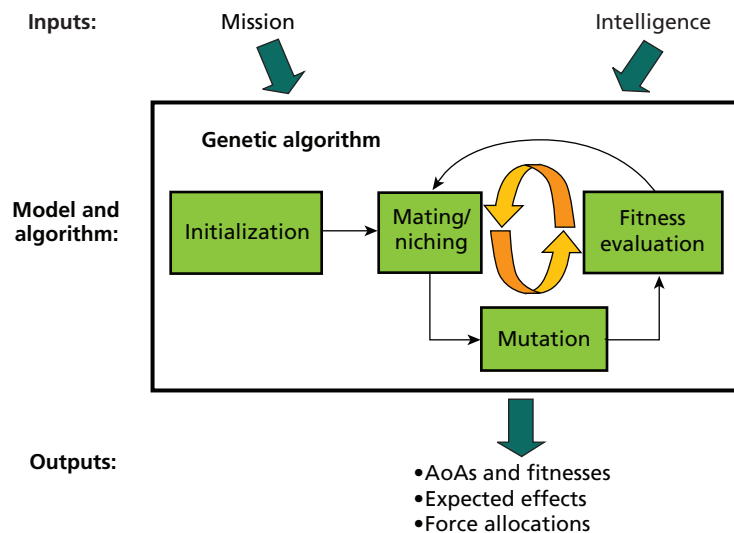 Inputs:
Mission
Intelligence
Genetic algorithm
Model and
algorithm:
Initialization
Mating/
niching
Fitness
evaluation
Mutation
Outputs:
•AoAs and fitnesses
•Expected effects
•Force allocations